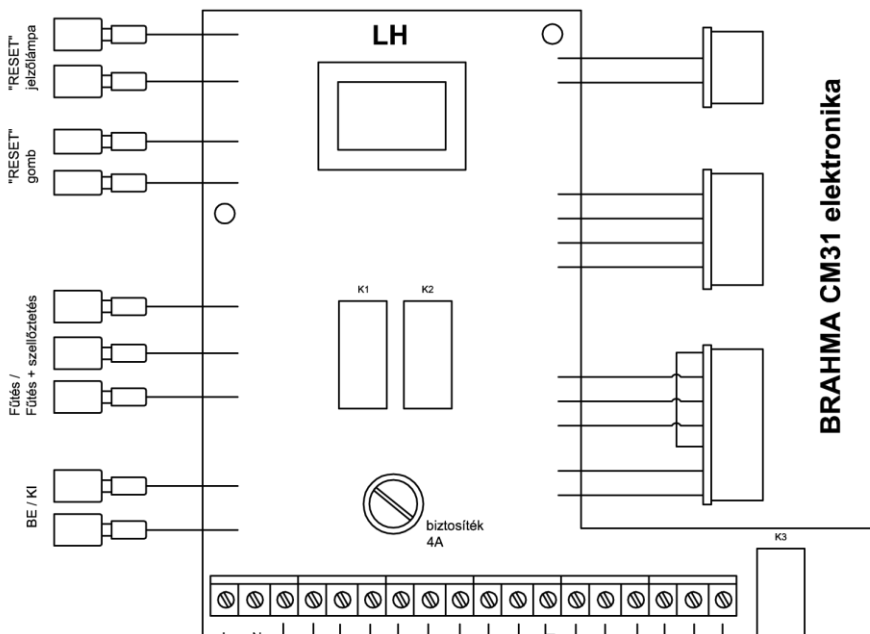 LH
"RESET"
jelzőlámpa
"RESET"
gomb
Fűtés /
Fűtés + szellőztetés
BE / KI
K1
K2
biztosíték
4A
BRAHMA CM31 elektronika
K3